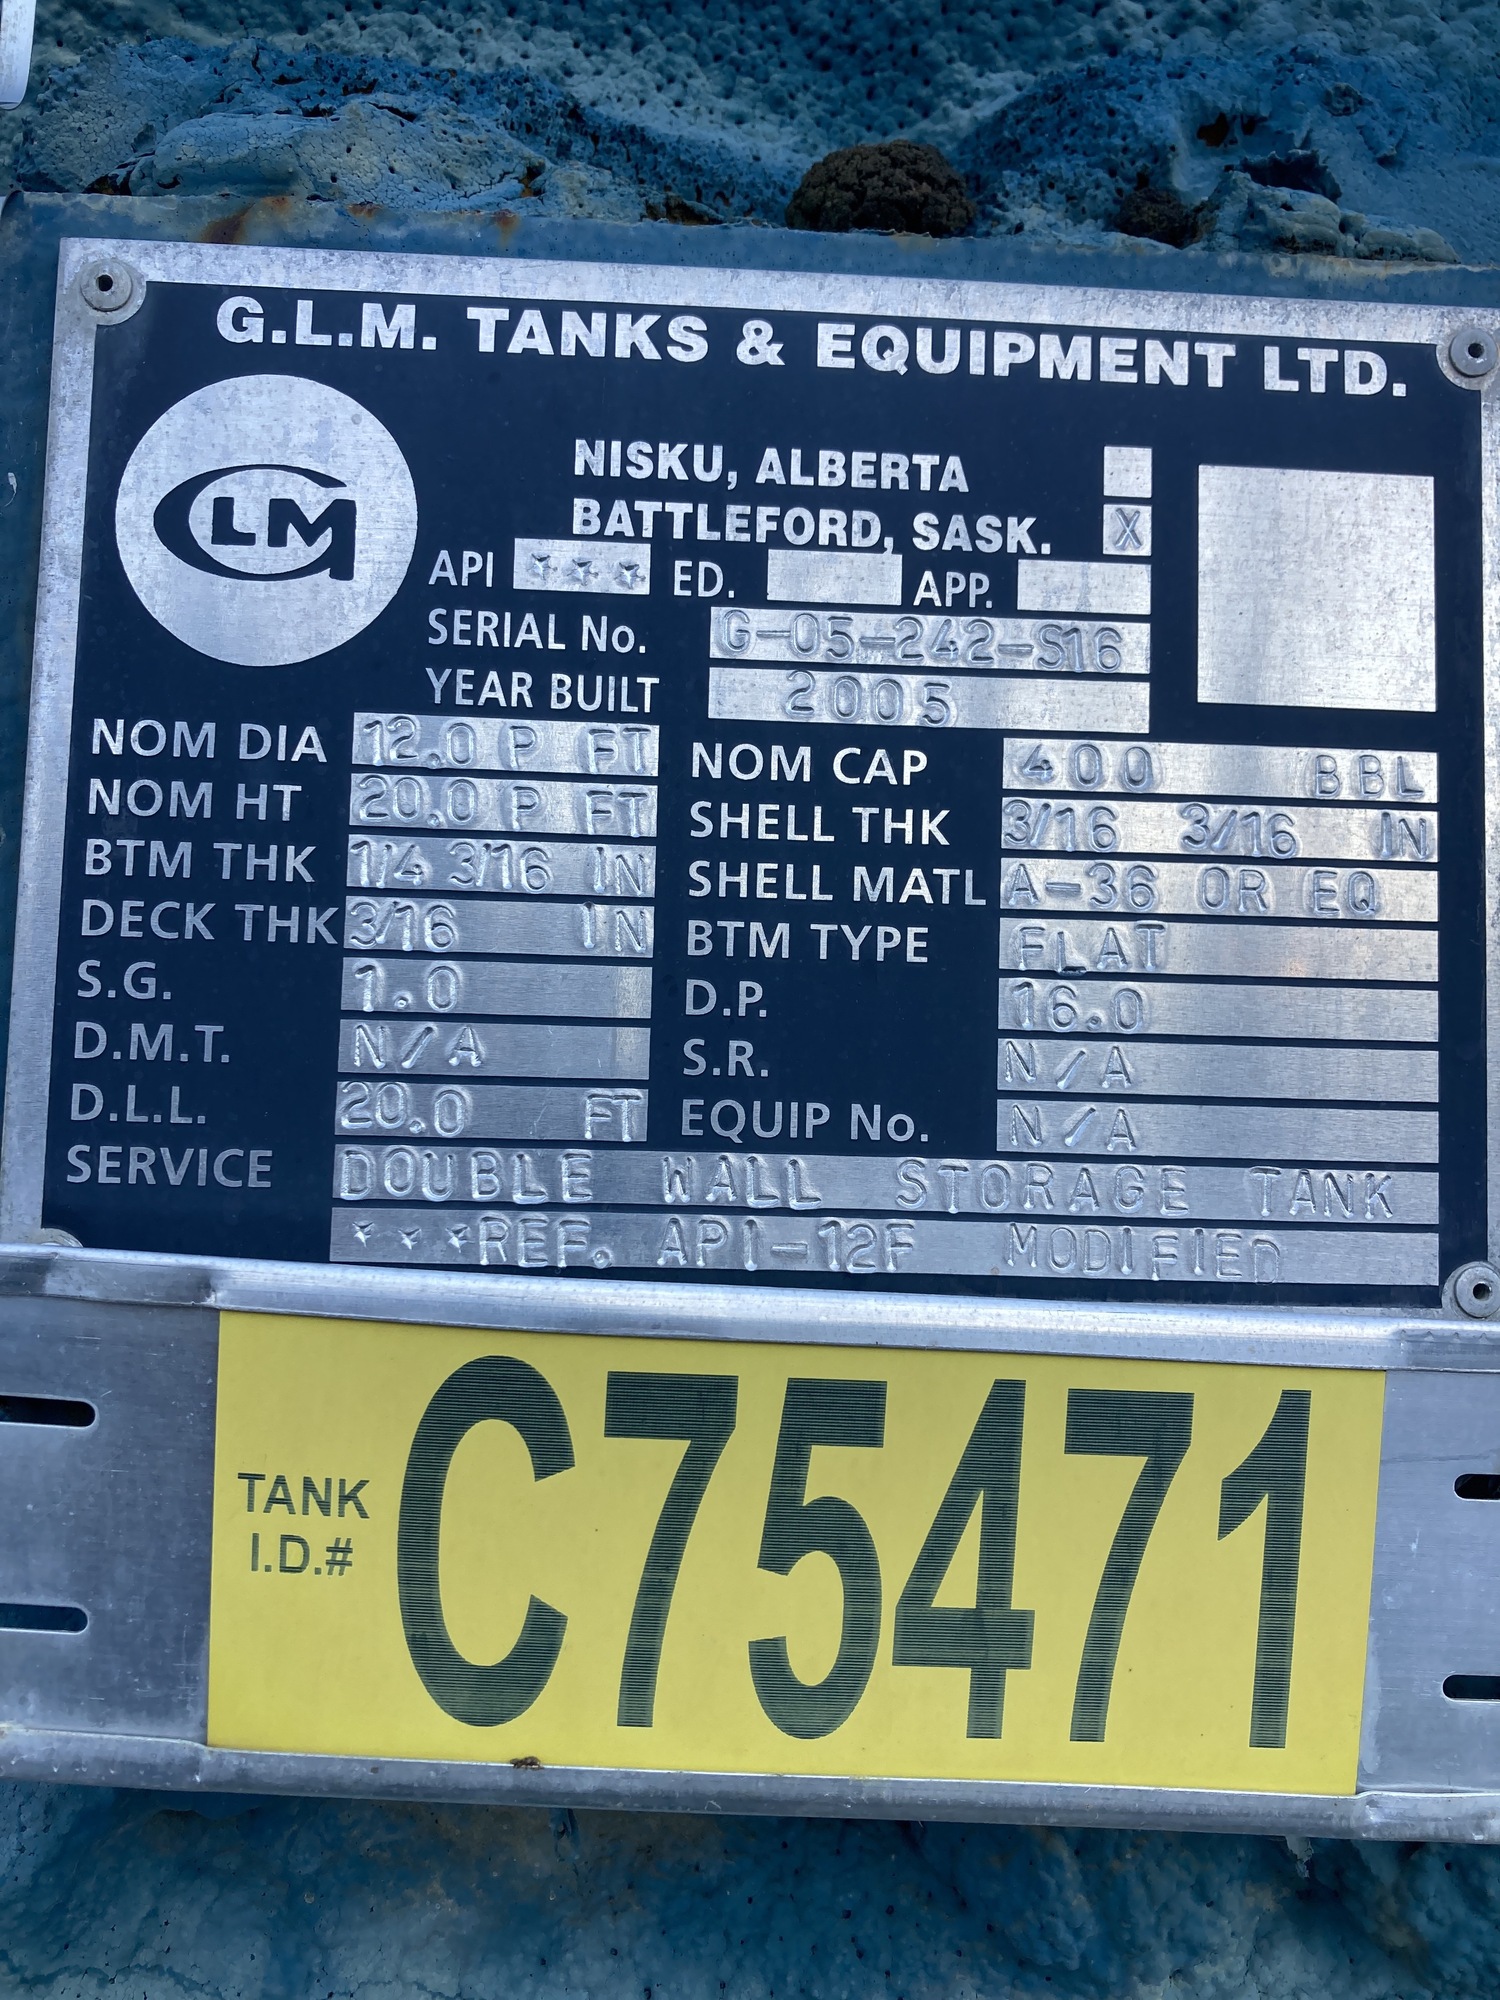 G.L.M. TANKS & EQUIPMENT LTD.
GLM
NISKU, ALBERTA
BATTLEFORD, SASK. X
API *** ED. APP.
SERIAL No. G-05-242-S16
YEAR BUILT 2005
NOM DIA 12.0 P FT NOM CAP 400 BBL
NOM HT 20.0 P FT SHELL THK 3/16 3/16 IN
BTM THK 1/4 3/16 IN SHELL MATL A-36 OR EQ
DECK THK 3/16 IN BTM TYPE FLAT
S.G. 1.0 D.P. 16.0
D.M.T. N/A S.R. N/A
D.L.L. 20.0 FT EQUIP No. N/A
SERVICE DOUBLE WALL STORAGE TANK
***REF. API-12F MODIFIED
TANK I.D.# C75471